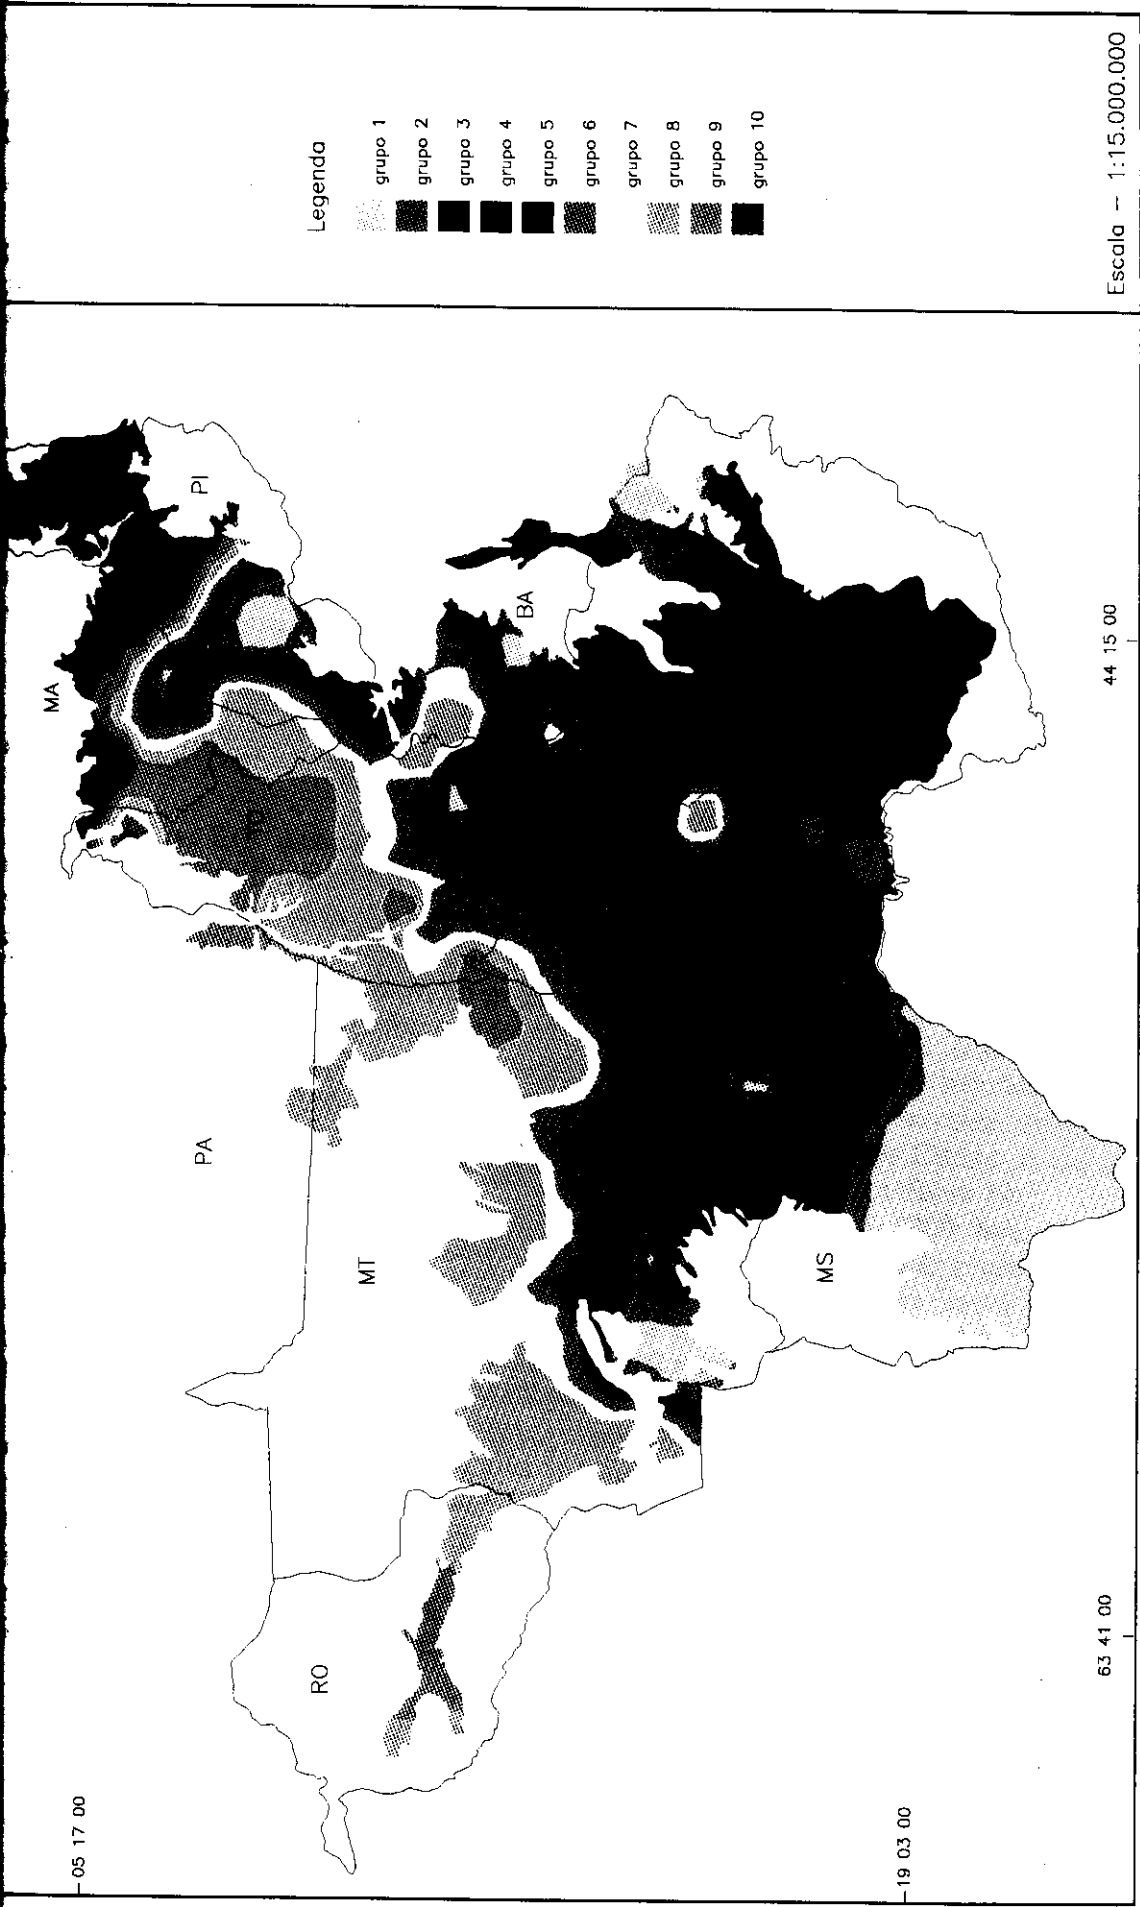 Legenda
grupo 1
grupo 2
grupo 3
grupo 4
grupo 5
grupo 6
grupo 7
grupo 8
grupo 9
grupo 10
Escala -- 1:15.000.000
MA
PI
TO
BA
PA
MT
MS
RO
05 17 00
19 03 00
63 41 00
44 15 00